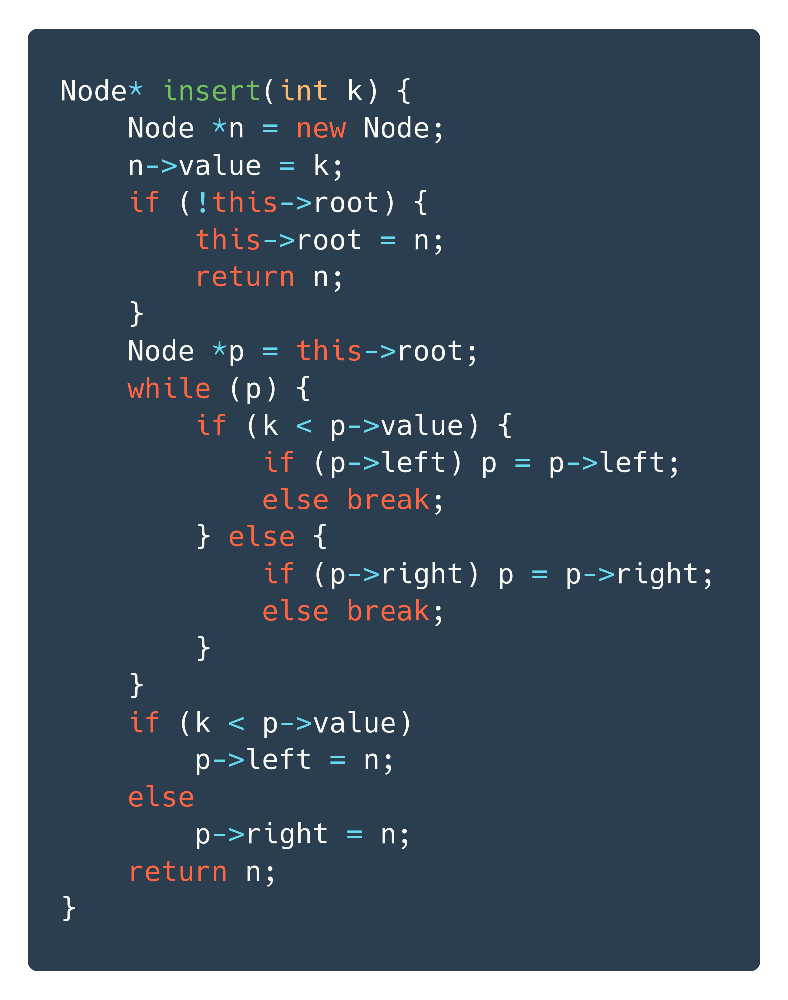 Node* insert(int k) {
    Node *n = new Node;
    n->value = k;
    if (!this->root) {
        this->root = n;
        return n;
    }
    Node *p = this->root;
    while (p) {
        if (k < p->value) {
            if (p->left) p = p->left;
            else break;
        } else {
            if (p->right) p = p->right;
            else break;
        }
    }
    if (k < p->value)
        p->left = n;
    else
        p->right = n;
    return n;
}